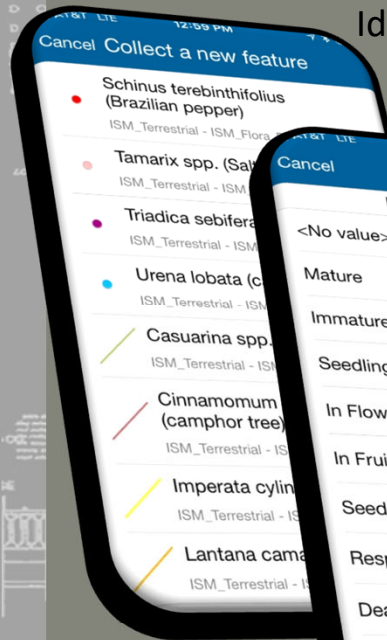 Id
AT&T LTE 12:59 PM
Cancel Collect a new feature
Schinus terebinthifolius
(Brazilian pepper)
ISM_Terrestrial - ISM_Flora
Tamarix spp. (Sal
ISM_Terrestrial - ISM
Triadica sebifera
ISM_Terrestrial - ISM
Urena lobata (c
ISM_Terrestrial - ISM
Casuarina spp.
ISM_Terrestrial - IS
Cinnamomum
(camphor tree)
ISM_Terrestrial - IS
Imperata cylin
ISM_Terrestrial - IS
Lantana cama
ISM_Terrestrial - I
AT&T LTE
Cancel
<No value>
Mature
Immature
Seedling
In Flow
In Frui
Seed
Resp
Dea